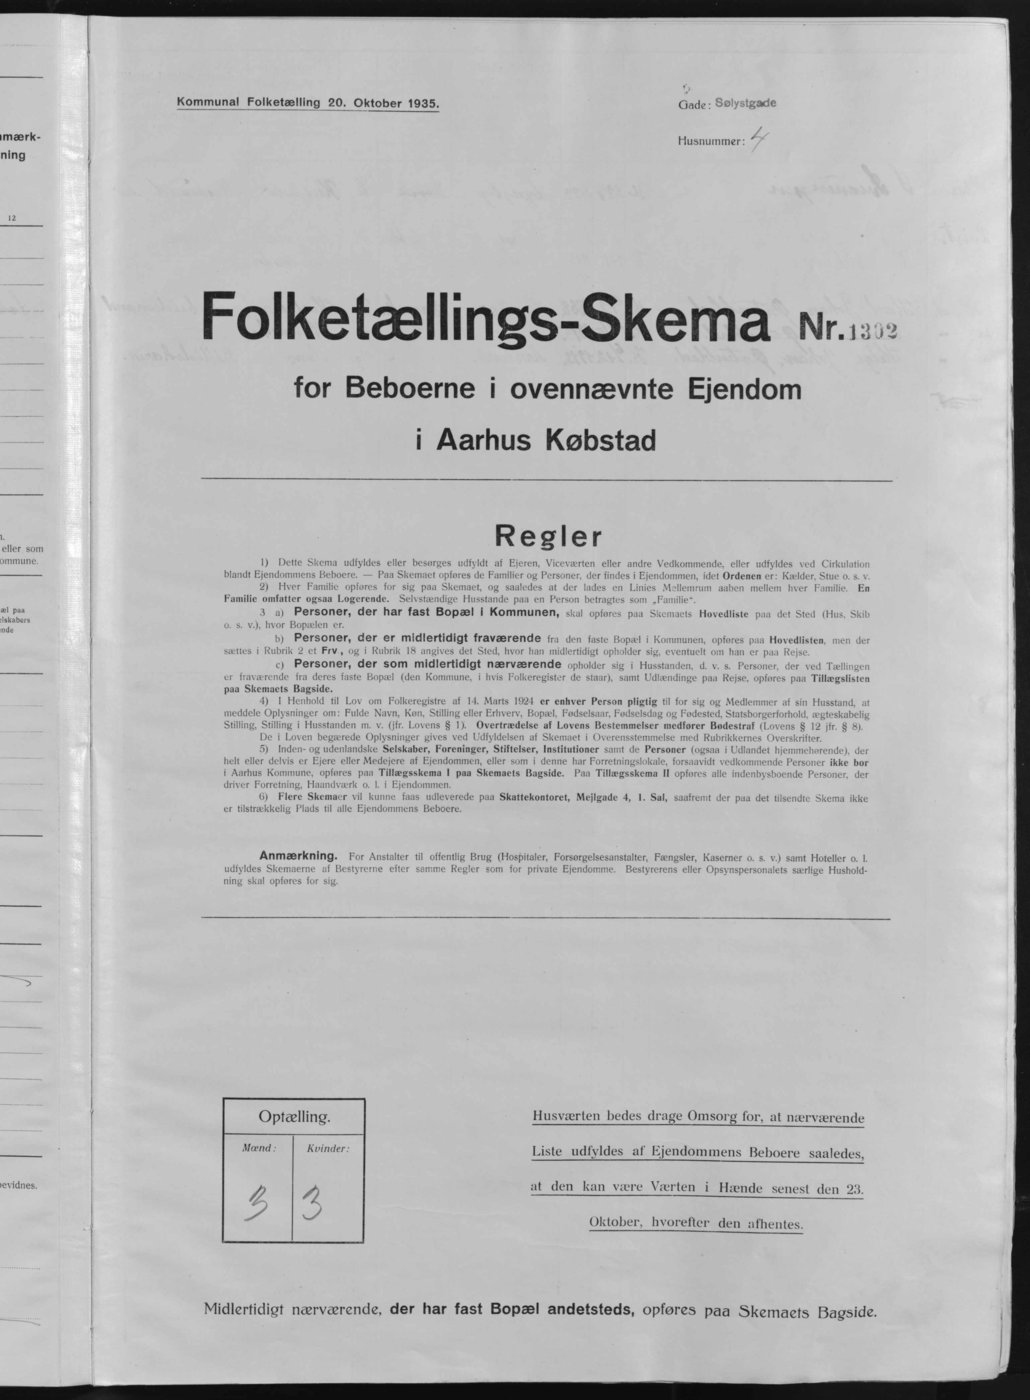 mærk-
ning
12
eller som
ommune.
æl paa
elskabers
evidnes.
Kommunal Folketælling 20. Oktober 1935.
Gade: Sølystgade
Husnummer: 4
Folketællings-Skema Nr. 1302
for Beboerne i ovennævnte Ejendom
i Aarhus Købstad
Regler
1) Dette Skema udfyldes eller besørges udfyldt af Ejeren, Viceværten eller andre Vedkommende, eller udfyldes ved Cirkulation
blandt Ejendommens Beboere. — Paa Skemaet opføres de Familier og Personer, der findes i Ejendommen, idet Ordenen er: Kælder, Stue o. s. v.
2) Hver Familie opføres for sig paa Skemaet, og saaledes at der lades en Linies Mellemrum aaben mellem hver Familie. En
Familie omfatter ogsaa Logerende. Selvstændige Husstande paa en Person betragtes som „Familie“.
3 a) Personer, der har fast Bopæl i Kommunen, skal opføres paa Skemaets Hovedliste paa det Sted (Hus, Skib
o. s. v.), hvor Bopælen er.
b) Personer, der er midlertidigt fraværende fra den faste Bopæl i Kommunen, opføres paa Hovedlisten, men der
sættes i Rubrik 2 et Frv., og i Rubrik 18 angives det Sted, hvor han midlertidigt opholder sig, eventuelt om han er paa Rejse.
c) Personer, der som midlertidigt nærværende opholder sig i Husstanden, d. v. s. Personer, der ved Tællingen
er fraværende fra deres faste Bopæl (den Kommune, i hvis Folkeregister de staar), samt Udlændinge paa Rejse, opføres paa Tillægslisten
paa Skemaets Bagside.
4) I Henhold til Lov om Folkeregistre af 14. Marts 1924 er enhver Person pligtig til for sig og Medlemmer af sin Husstand, at
meddele Oplysninger om: Fulde Navn, Køn, Stilling eller Erhverv, Bopæl, Fødselsaar, Fødselsdag og Fødested, Statsborgerforhold, ægteskabelig
Stilling, Stilling i Husstanden m. v. (jfr. Lovens § 1). Overtrædelse af Lovens Bestemmelser medfører Bødestraf (Lovens § 12 jfr. § 8).
De i Loven begærede Oplysninger gives ved Udfyldelsen af Skemaet i Overensstemmelse med Rubrikkernes Overskrifter.
5) Inden- og udenlandske Selskaber, Foreninger, Stiftelser, Institutioner samt de Personer (ogsaa i Udlandet hjemmehørende), der
helt eller delvis er Ejere eller Medejere af Ejendommen, eller som i denne har Forretningslokale, forsaavidt vedkommende Personer ikke bor
i Aarhus Kommune, opføres paa Tillægsskema I paa Skemaets Bagside. Paa Tillægsskema II opføres alle indenbysboende Personer, der
driver Forretning, Haandværk o. l. i Ejendommen.
6) Flere Skemaer vil kunne faas udleverede paa Skattekontoret, Mejlgade 4, 1. Sal, saafremt der paa det tilsendte Skema ikke
er tilstrækkelig Plads til alle Ejendommens Beboere.
Anmærkning. For Anstalter til offentlig Brug (Hospitaler, Forsørgelsesanstalter, Fængsler, Kaserner o. s. v.) samt Hoteller o. l.
udfyldes Skemaerne af Bestyrerne efter samme Regler som for private Ejendomme. Bestyrerens eller Opsynspersonalets særlige Hushold-
ning skal opføres for sig.
Optælling.
Mænd: Kvinder:
3 3
Husværten bedes drage Omsorg for, at nærværende
Liste udfyldes af Ejendommens Beboere saaledes,
at den kan være Værten i Hænde senest den 23.
Oktober, hvorefter den afhentes.
Midlertidigt nærværende, der har fast Bopæl andetsteds, opføres paa Skemaets Bagside.